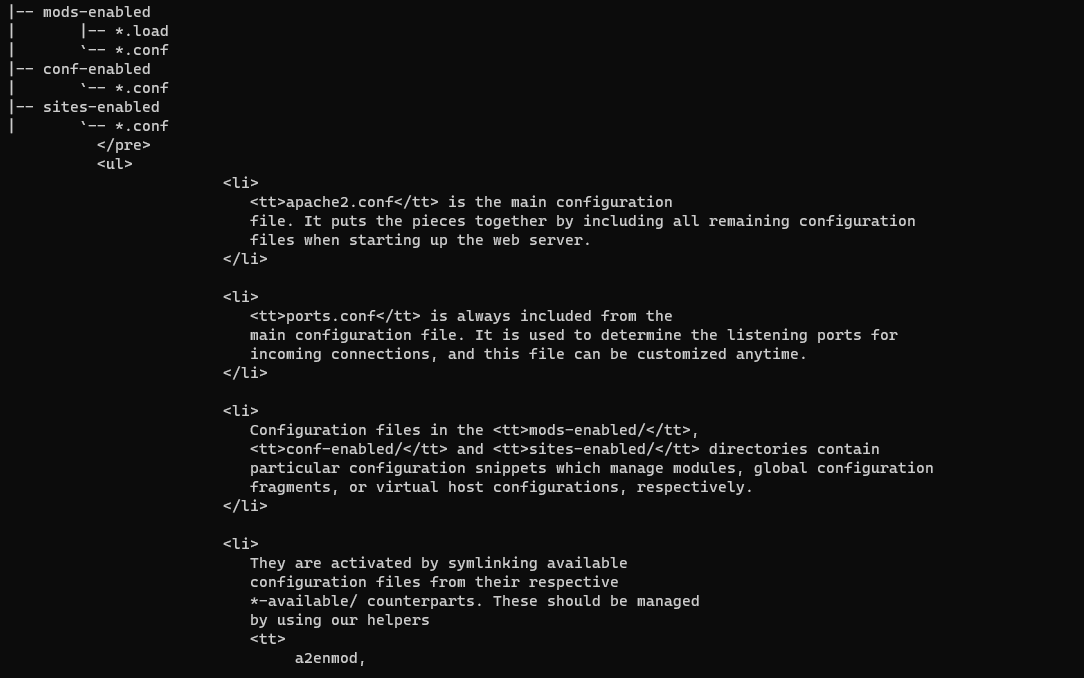 |-- mods-enabled
|       |-- *.load
|       `-- *.conf
|-- conf-enabled
|       `-- *.conf
|-- sites-enabled
|       `-- *.conf
          </pre>
          <ul>
                        <li>
                           <tt>apache2.conf</tt> is the main configuration
                           file. It puts the pieces together by including all remaining configuration
                           files when starting up the web server.
                        </li>

                        <li>
                           <tt>ports.conf</tt> is always included from the
                           main configuration file. It is used to determine the listening ports for
                           incoming connections, and this file can be customized anytime.
                        </li>

                        <li>
                           Configuration files in the <tt>mods-enabled/</tt>,
                           <tt>conf-enabled/</tt> and <tt>sites-enabled/</tt> directories contain
                           particular configuration snippets which manage modules, global configuration
                           fragments, or virtual host configurations, respectively.
                        </li>

                        <li>
                           They are activated by symlinking available
                           configuration files from their respective
                           *-available/ counterparts. These should be managed
                           by using our helpers
                           <tt>
                                a2enmod,